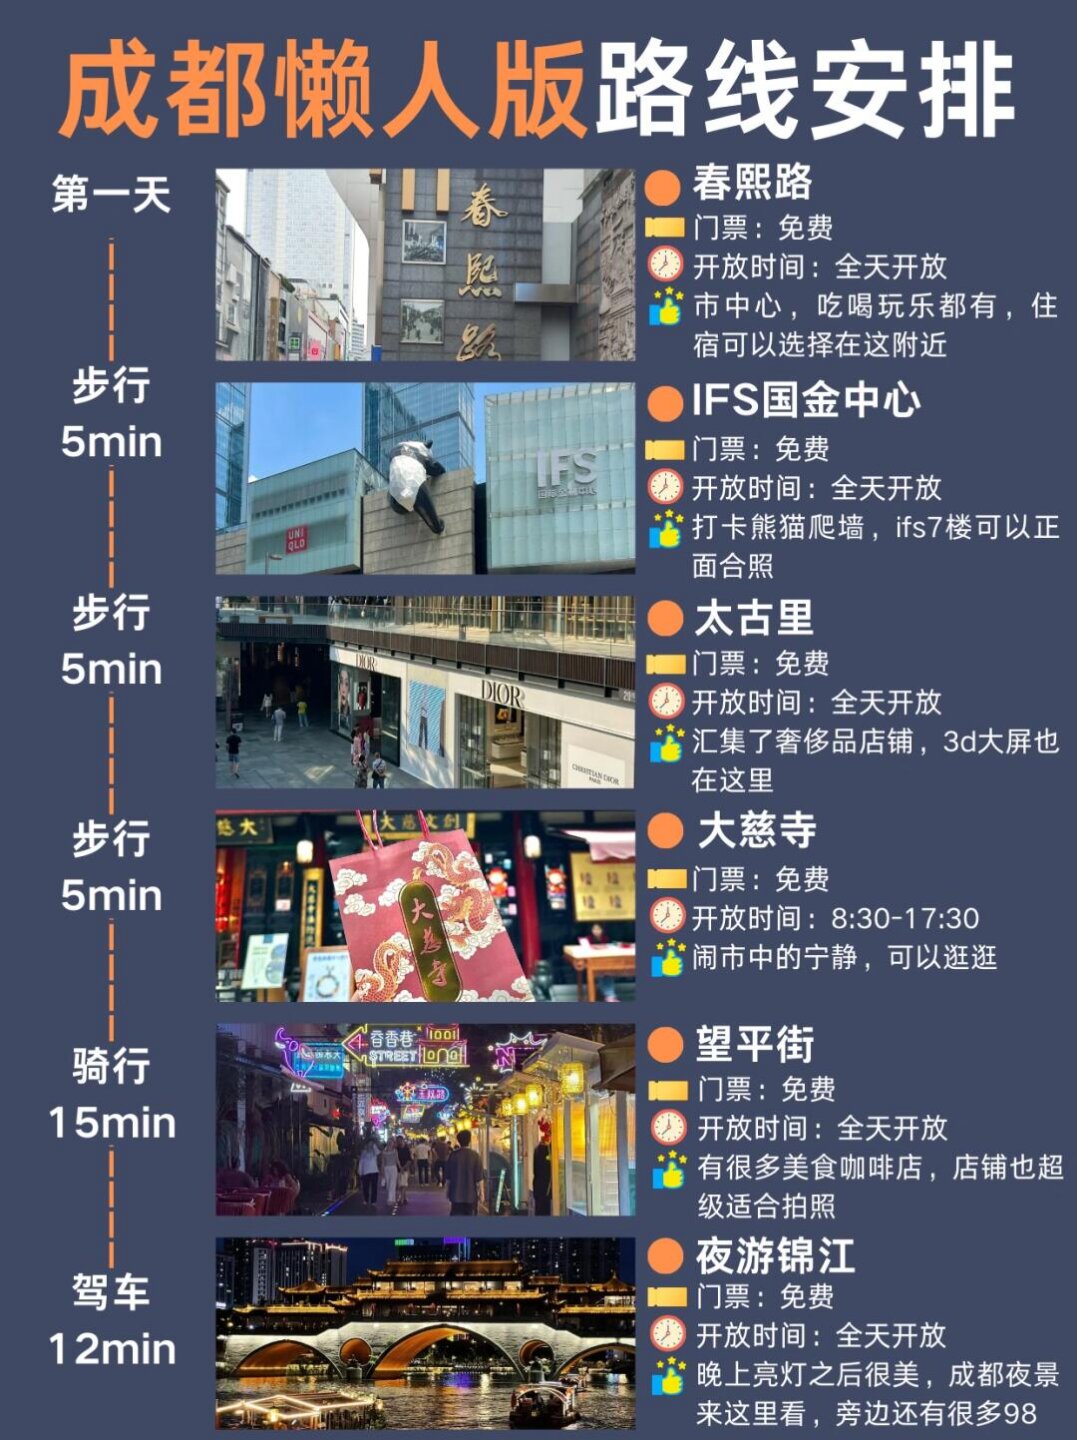 成都懒人版路线安排
第一天
春熙路
春熙路
门票：免费
开放时间：全天开放
市中心，吃喝玩乐都有，住
宿可以选择在这附近
步行
5min
UNI
QLO
IFS
IFS国金中心
门票：免费
开放时间：全天开放
打卡熊猫爬墙，ifs7楼可以正
面合照
步行
5min
DIOR
DIOR
CHRISTIAN DIOR
PARIS
太古里
门票：免费
开放时间：全天开放
汇集了奢侈品店铺，3d大屏也
在这里
步行
5min
大慈文创
大慈寺
大慈寺
门票：免费
开放时间：8:30-17:30
闹市中的宁静，可以逛逛
骑行
15min
香香巷
STREET
望平街
门票：免费
开放时间：全天开放
有很多美食咖啡店，店铺也超
级适合拍照
驾车
12min
夜游锦江
门票：免费
开放时间：全天开放
晚上亮灯之后很美，成都夜景
来这里看，旁边还有很多98